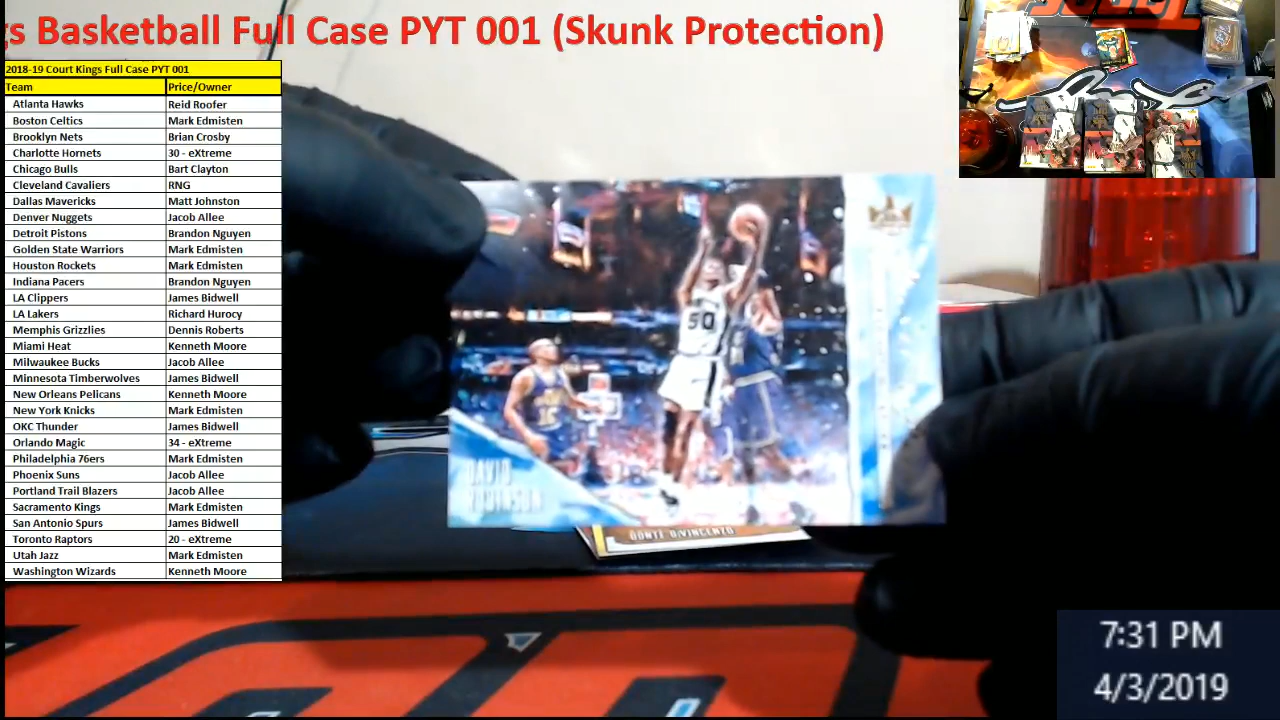 s Basketball Full Case PYT 001 (Skunk Protection)
2018-19 Court Kings Full Case PYT 001
Team Price/Owner
Atlanta Hawks Reid Roofer
Boston Celtics Mark Edmisten
Brooklyn Nets Brian Crosby
Charlotte Hornets 30 - eXtreme
Chicago Bulls Bart Clayton
Cleveland Cavaliers RNG
Dallas Mavericks Matt Johnston
Denver Nuggets Jacob Allee
Detroit Pistons Brandon Nguyen
Golden State Warriors Mark Edmisten
Houston Rockets Mark Edmisten
Indiana Pacers Brandon Nguyen
LA Clippers James Bidwell
LA Lakers Richard Hurocy
Memphis Grizzlies Dennis Roberts
Miami Heat Kenneth Moore
Milwaukee Bucks Jacob Allee
Minnesota Timberwolves James Bidwell
New Orleans Pelicans Kenneth Moore
New York Knicks Mark Edmisten
OKC Thunder James Bidwell
Orlando Magic 34 - eXtreme
Philadelphia 76ers Mark Edmisten
Phoenix Suns Jacob Allee
Portland Trail Blazers Jacob Allee
Sacramento Kings Mark Edmisten
San Antonio Spurs James Bidwell
Toronto Raptors 20 - eXtreme
Utah Jazz Mark Edmisten
Washington Wizards Kenneth Moore
50
DAVID
ROBINSON
DONTE DIVINCENZO
7:31 PM
4/3/2019